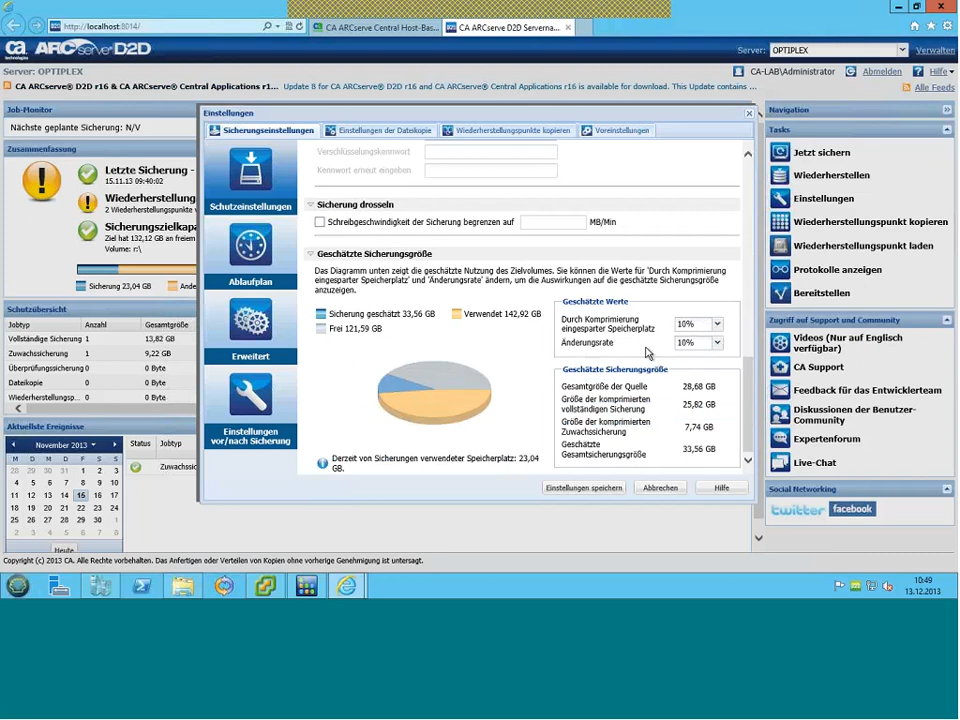 http://localhost:8014/
CA ARCserve Central Host-Bas...
CA ARCserve D2D Serverna...
ca technologies ARCserve D2D
Server: OPTIPLEX
Verwalten
Server: OPTIPLEX
CA-LAB\Administrator
Abmelden
Hilfe
CA ARCserve® D2D r16 & CA ARCserve® Central Applications r1...
Update 8 for CA ARCserve® D2D r16 and CA ARCserve® Central Applications r16 is available for download. This Update contains ...
Alle Feeds
Job-Monitor
Nächste geplante Sicherung: N/V
Zusammenfassung
Letzte Sicherung -
15.11.13 09:40:02
Wiederherstellungs
2 Wiederherstellungspunkte v
Sicherungszielkapa
Ziel hat 132,12 GB an freiem
Volume: r:\
Sicherung 23,04 GB
Ande
Schutzübersicht
Jobtyp
Anzahl
Gesamtgröße
Vollständige Sicherung 1
13,82 GB
Zuwachssicherung
1
9,22 GB
Überprüfungssicherung 0
0 Byte
Dateikopie
0
0 Byte
Wiederherstellungsp... 0
0 Byte
Aktuellste Ereignisse
November 2013
Status
Jobtyp
M D M D F S S
28 29 30 31 1 2 3
4 5 6 7 8 9 10
11 12 13 14 15 16 17
18 19 20 21 22 23 24
25 26 27 28 29 30 1
2 3 4 5 6 7 8
Heute
Zuwachssic
Einstellungen
Sicherungseinstellungen
Einstellungen der Dateikopie
Wiederherstellungspunkte kopieren
Voreinstellungen
Schutzeinstellungen
Ablaufplan
Erweitert
Einstellungen
vor/nach Sicherung
Verschlüsselungskennwort
Kennwort erneut eingeben
Sicherung drosseln
Schreibgeschwindigkeit der Sicherung begrenzen auf
MB/Min
Geschätzte Sicherungsgröße
Das Diagramm unten zeigt die geschätzte Nutzung des Zielvolumes. Sie können die Werte für 'Durch Komprimierung
eingesparter Speicherplatz' und 'Änderungsrate' ändern, um die Auswirkungen auf die geschätzte Sicherungsgröße
anzuzeigen.
Sicherung geschätzt 33,56 GB
Verwendet 142,92 GB
Frei 121,59 GB
Derzeit von Sicherungen verwendeter Speicherplatz: 23,04
GB.
Geschätzte Werte
Durch Komprimierung
eingesparter Speicherplatz
10%
Änderungsrate
10%
Geschätzte Sicherungsgröße
Gesamtgröße der Quelle
28,68 GB
Größe der komprimierten
vollständigen Sicherung
25,82 GB
Größe der komprimierten
Zuwachssicherung
7,74 GB
Geschätzte
Gesamtsicherungsgröße
33,56 GB
Einstellungen speichern
Abbrechen
Hilfe
Navigation
Tasks
Jetzt sichern
Wiederherstellen
Einstellungen
Wiederherstellungspunkt kopieren
Wiederherstellungspunkt laden
Protokolle anzeigen
Bereitstellen
Zugriff auf Support und Community
Videos (Nur auf Englisch
verfügbar)
CA Support
Feedback für das Entwicklerteam
Diskussionen der Benutzer-
Community
Expertenforum
Live-Chat
Social Networking
twitter
facebook
Copyright (c) 2013 CA. Alle Rechte vorbehalten. Das Anfertigen oder Verteilen von Kopien ohne vorherige Genehmigung ist untersagt.
10:49
13.12.2013